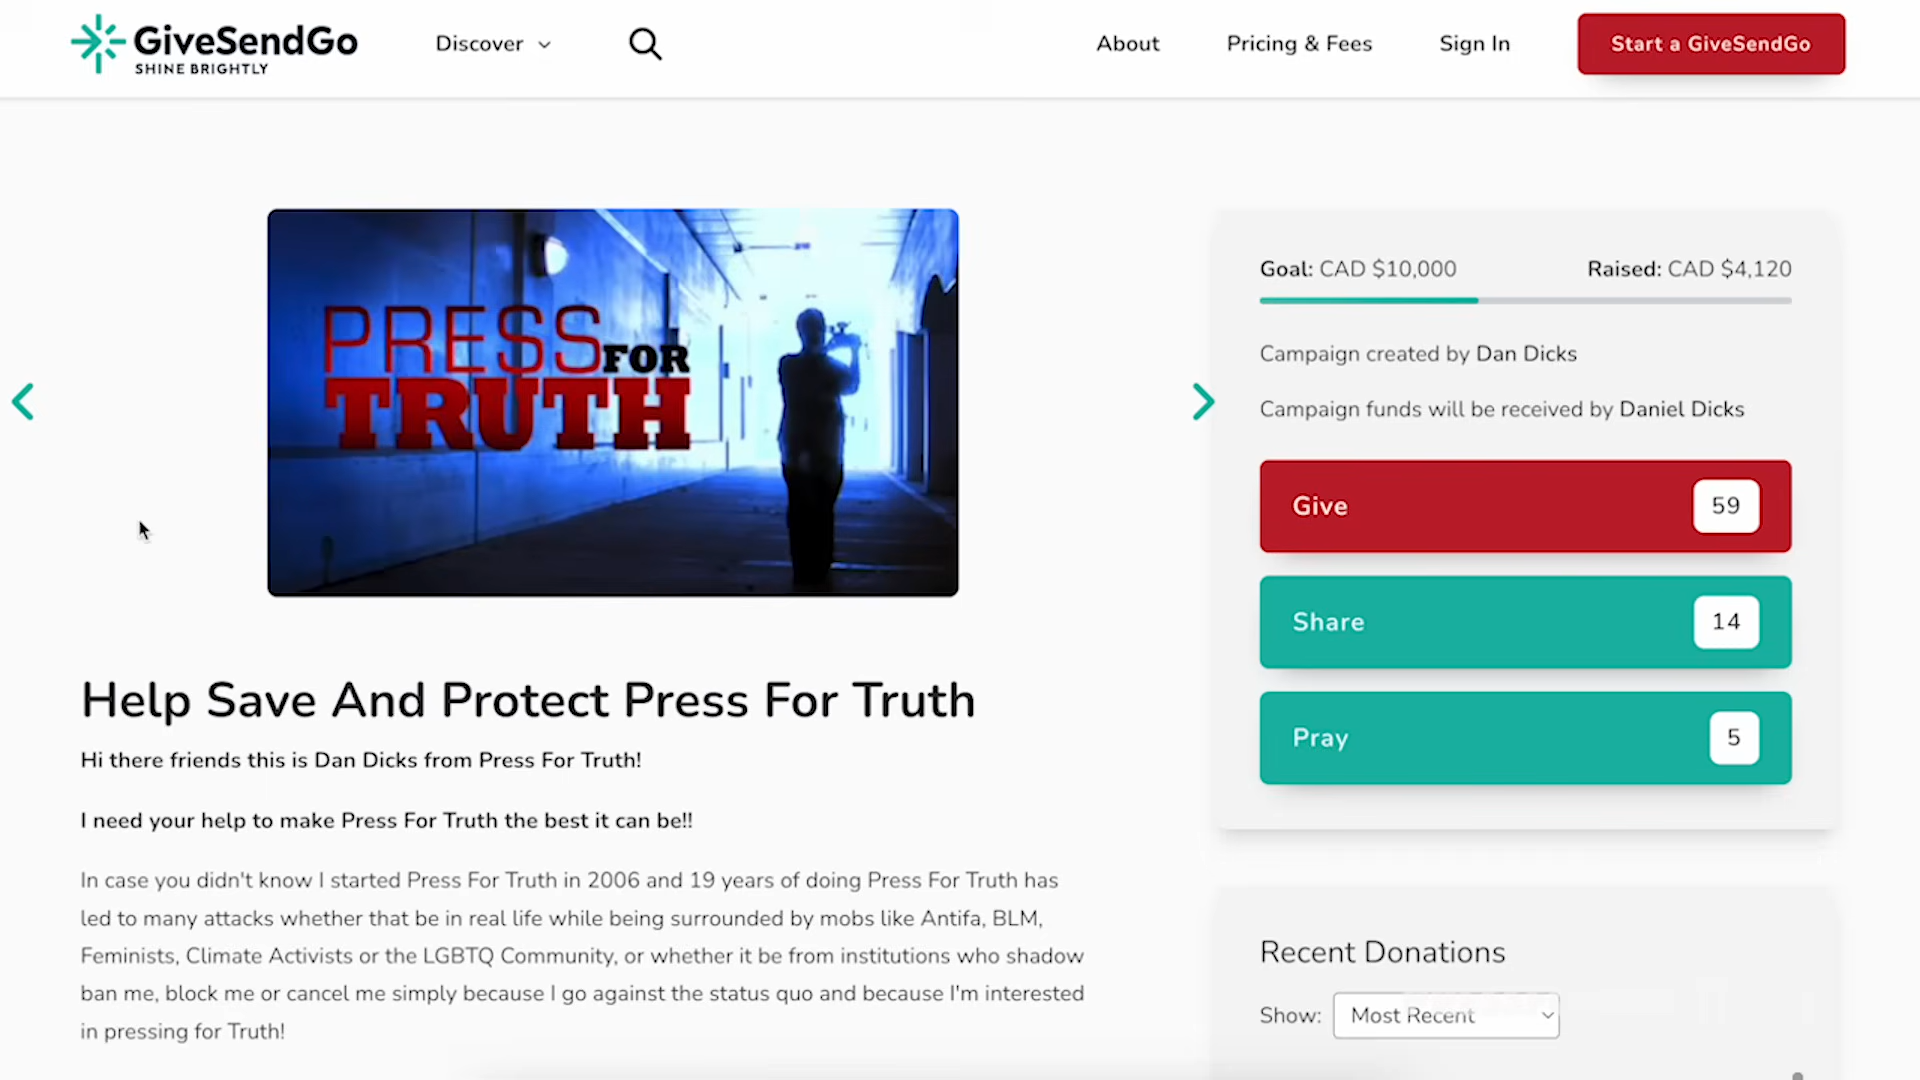 GiveSendGo
SHINE BRIGHTLY
Discover
About
Pricing & Fees
Sign In
Start a GiveSendGo
PRESS FOR
TRUTH
Goal: CAD $10,000
Raised: CAD $4,120
Campaign created by Dan Dicks
Campaign funds will be received by Daniel Dicks
Give 59
Share 14
Pray 5
Help Save And Protect Press For Truth
Hi there friends this is Dan Dicks from Press For Truth!
I need your help to make Press For Truth the best it can be!!
In case you didn't know I started Press For Truth in 2006 and 19 years of doing Press For Truth has
led to many attacks whether that be in real life while being surrounded by mobs like Antifa, BLM,
Feminists, Climate Activists or the LGBTQ Community, or whether it be from institutions who shadow
ban me, block me or cancel me simply because I go against the status quo and because I'm interested
in pressing for Truth!
Recent Donations
Show: Most Recent